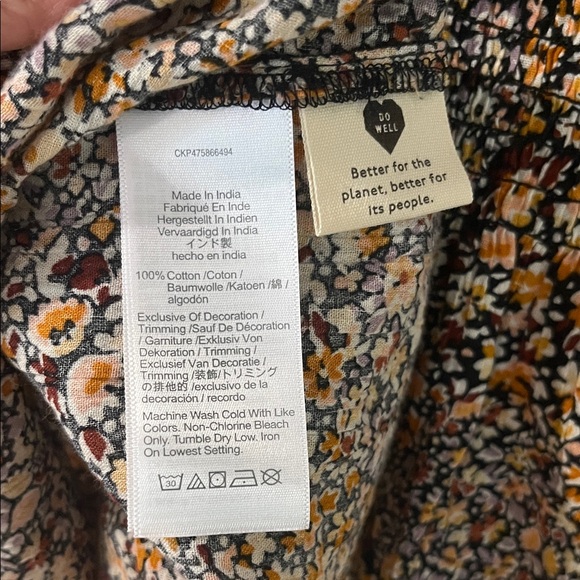 CKP475866494
Made In India
Fabriqué En Inde
Hergestellt In Indien
Vervaardigd In India
インド製
hecho en india
100% Cotton /Coton /
Baumwolle /Katoen /綿 /
algodón
Exclusive Of Decoration /
Trimming /Sauf De Décoration
/ Garniture /Exklusiv Von
Dekoration / Trimming /
Exclusief Van Decoratie /
Trimming /装飾/トリミング
の排他的 /exclusivo de la
decoración / recordo
Machine Wash Cold With Like
Colors. Non-Chlorine Bleach
Only. Tumble Dry Low. Iron
On Lowest Setting.
30
DO
WELL
Better for the
planet, better for
its people.